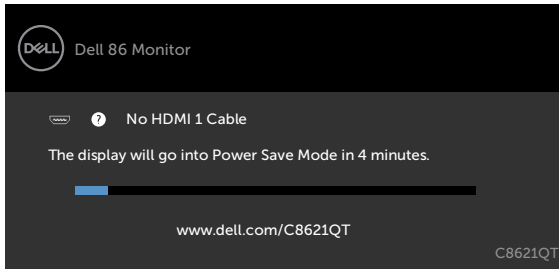 DELL
Dell 86 Monitor
? No HDMI 1 Cable
The display will go into Power Save Mode in 4 minutes.
www.dell.com/C8621QT
C8621QT